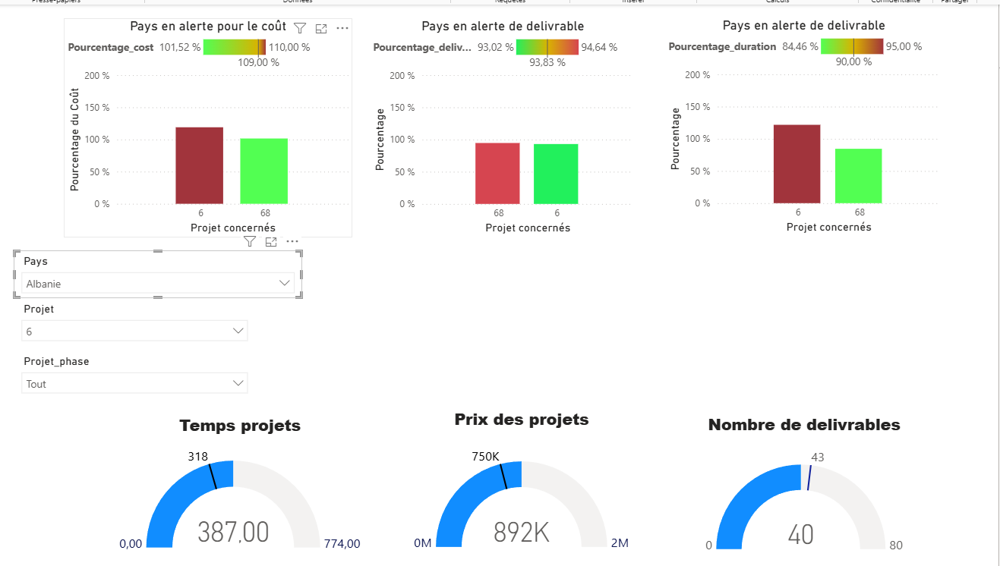 Presse-papiers Données Requêtes Insérer Calculs Confidentialité Partager
Pays en alerte pour le coût
Pourcentage_cost 101,52 % 110,00 %
109,00 %
200 %
150 %
100 %
50 %
0 %
Pourcentage du Coût
6 68
Projet concernés
Pays en alerte de delivrable
Pourcentage_deliv... 93,02 % 94,64 %
93,83 %
200 %
150 %
100 %
50 %
0 %
Pourcentage
68 6
Projet concernés
Pays en alerte de delivrable
Pourcentage_duration 84,46 % 95,00 %
90,00 %
200 %
150 %
100 %
50 %
0 %
Pourcentage
6 68
Projet concernés
Pays
Albanie
Projet
6
Projet_phase
Tout
Temps projets
318
387,00
0,00 774,00
Prix des projets
750K
892K
0M 2M
Nombre de delivrables
43
40
0 80